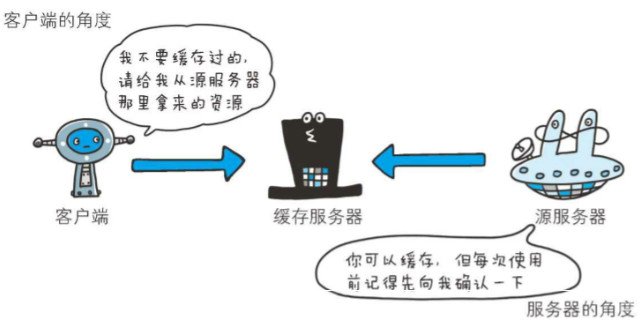 客户端的角度
我不要缓存过的,
请给我从源服务器
那里拿来的资源
客户端
缓存服务器
源服务器
你可以缓存, 但每次使用
前记得先向我确认一下
服务器的角度